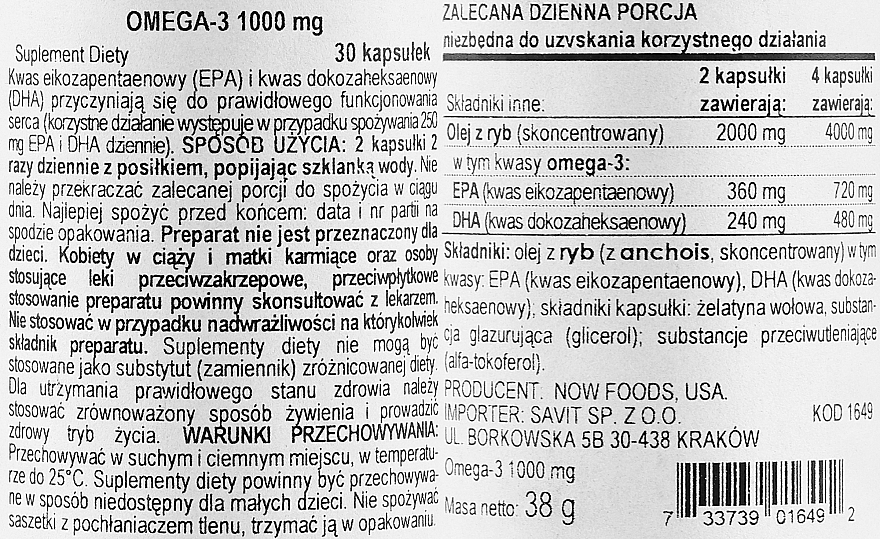 OMEGA-3 1000 mg
Suplement Diety 30 kapsułek
Kwas eikozapentaenowy (EPA) i kwas dokozaheksaenowy
(DHA) przyczyniają się do prawidłowego funkcjonowania
serca (korzystne działanie występuje w przypadku spożywania 250
mg EPA i DHA dziennie). SPOSÓB UŻYCIA: 2 kapsułki 2
razy dziennie z posiłkiem, popijając szklanką wody. Nie
należy przekraczać zalecanej porcji do spożycia w ciągu
dnia. Najlepiej spożyć przed końcem: data i nr partii na
spodzie opakowania. Preparat nie jest przeznaczony dla
dzieci. Kobiety w ciąży i matki karmiące oraz osoby
stosujące leki przeciwzakrzepowe, przeciwpłytkowe
stosowanie preparatu powinny skonsultować z lekarzem.
Nie stosować w przypadku nadwrażliwości na którykolwiek
składnik preparatu. Suplementy diety nie mogą być
stosowane jako substytut (zamiennik) zróżnicowanej diety.
Dla utrzymania prawidłowego stanu zdrowia należy
stosować zrównoważony sposób żywienia i prowadzić
zdrowy tryb życia. WARUNKI PRZECHOWYWANIA:
Przechowywać w suchym i ciemnym miejscu, w temperatu-
rze do 25°C. Suplementy diety powinny być przechowywa-
ne w sposób niedostępny dla małych dzieci. Nie spożywać
saszetki z pochłaniaczem tlenu, trzymać ją w opakowaniu.
ZALECANA DZIENNA PORCJA
niezbędna do uzyskania korzystnego działania
2 kapsułki 4 kapsułki
Składniki inne: zawierają: zawierają:
Olej z ryb (skoncentrowany) 2000 mg 4000 mg
w tym kwasy omega-3:
EPA (kwas eikozapentaenowy) 360 mg 720 mg
DHA (kwas dokozaheksaenowy) 240 mg 480 mg
Składniki: olej z ryb (z anchois, skoncentrowany) w tym
kwasy: EPA (kwas eikozapentaenowy), DHA (kwas dokoza-
heksaenowy); składniki kapsułki: żelatyna wołowa, substan-
cja glazurująca (glicerol); substancje przeciwutleniające
(alfa-tokoferol).
PRODUCENT: NOW FOODS, USA.
IMPORTER: SAVIT SP. Z O.O. KOD 1649
UL. BORKOWSKA 5B 30-438 KRAKÓW
Omega-3 1000 mg
Masa netto: 38 g
7 33739 01649 2